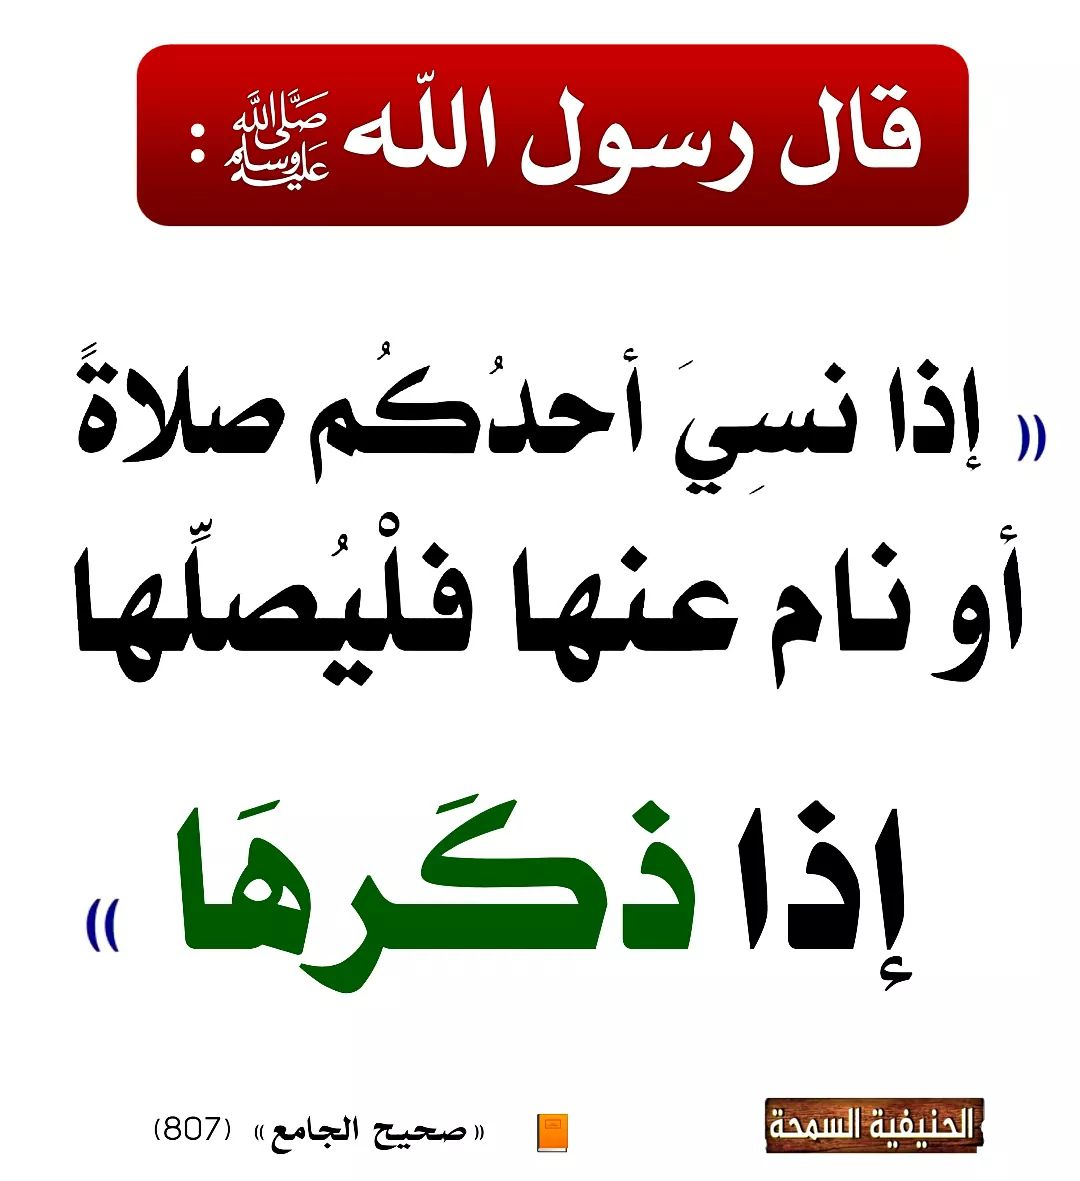 قال رسول الله ﷺ :
(( إذا نسِيَ أحدُكُم صلاةً
أو نام عنها فلْيُصلِّها
إذا ذكَرهَا ))
الحنيفية السمحة
«صحيح الجامع» (807)